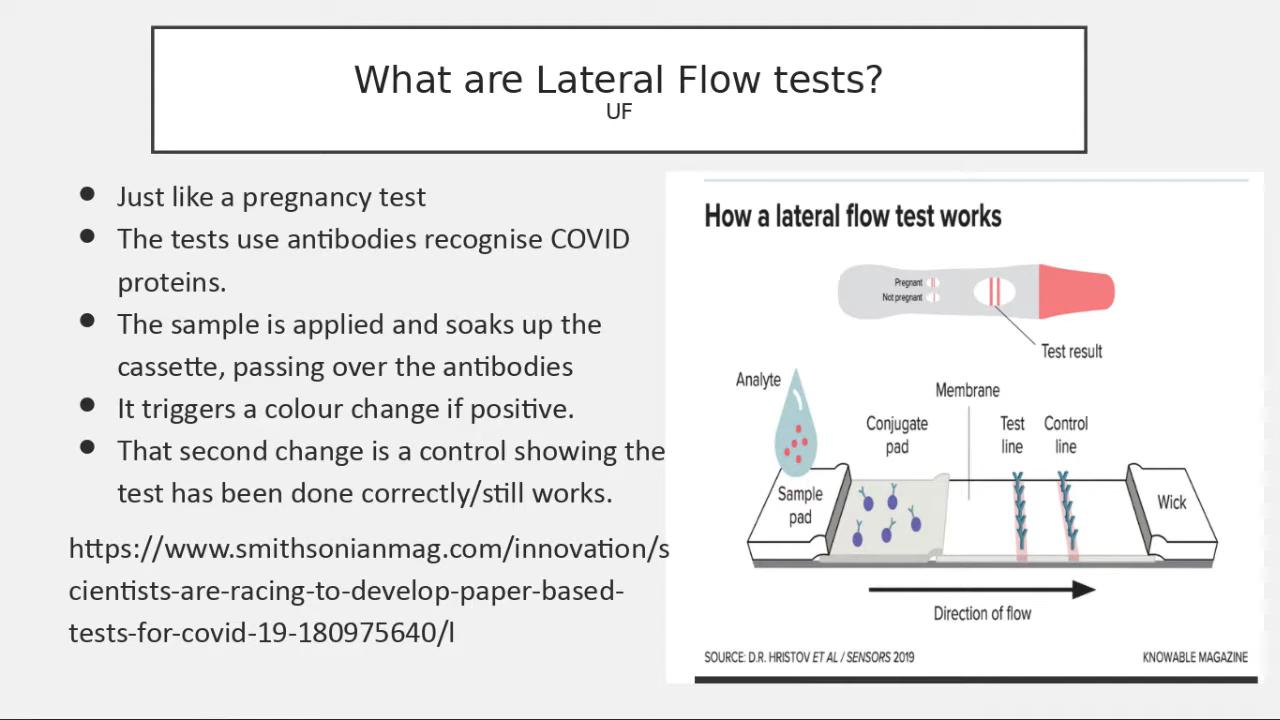 What are Lateral Flow tests?
UF
Just like a pregnancy test
The tests use antibodies recognise COVID
proteins.
The sample is applied and soaks up the
cassette, passing over the antibodies
It triggers a colour change if positive.
That second change is a control showing the
test has been done correctly/still works.
https://www.smithsonianmag.com/innovation/s
cientists-are-racing-to-develop-paper-based-
tests-for-covid-19-180975640/l
How a lateral flow test works
Pregnant
Not pregnant
Test result
Analyte
Membrane
Conjugate
pad
Test
line
Control
line
Sample
pad
Wick
Direction of flow
SOURCE: D.R. HRISTOV ET AL / SENSORS 2019
KNOWABLE MAGAZINE